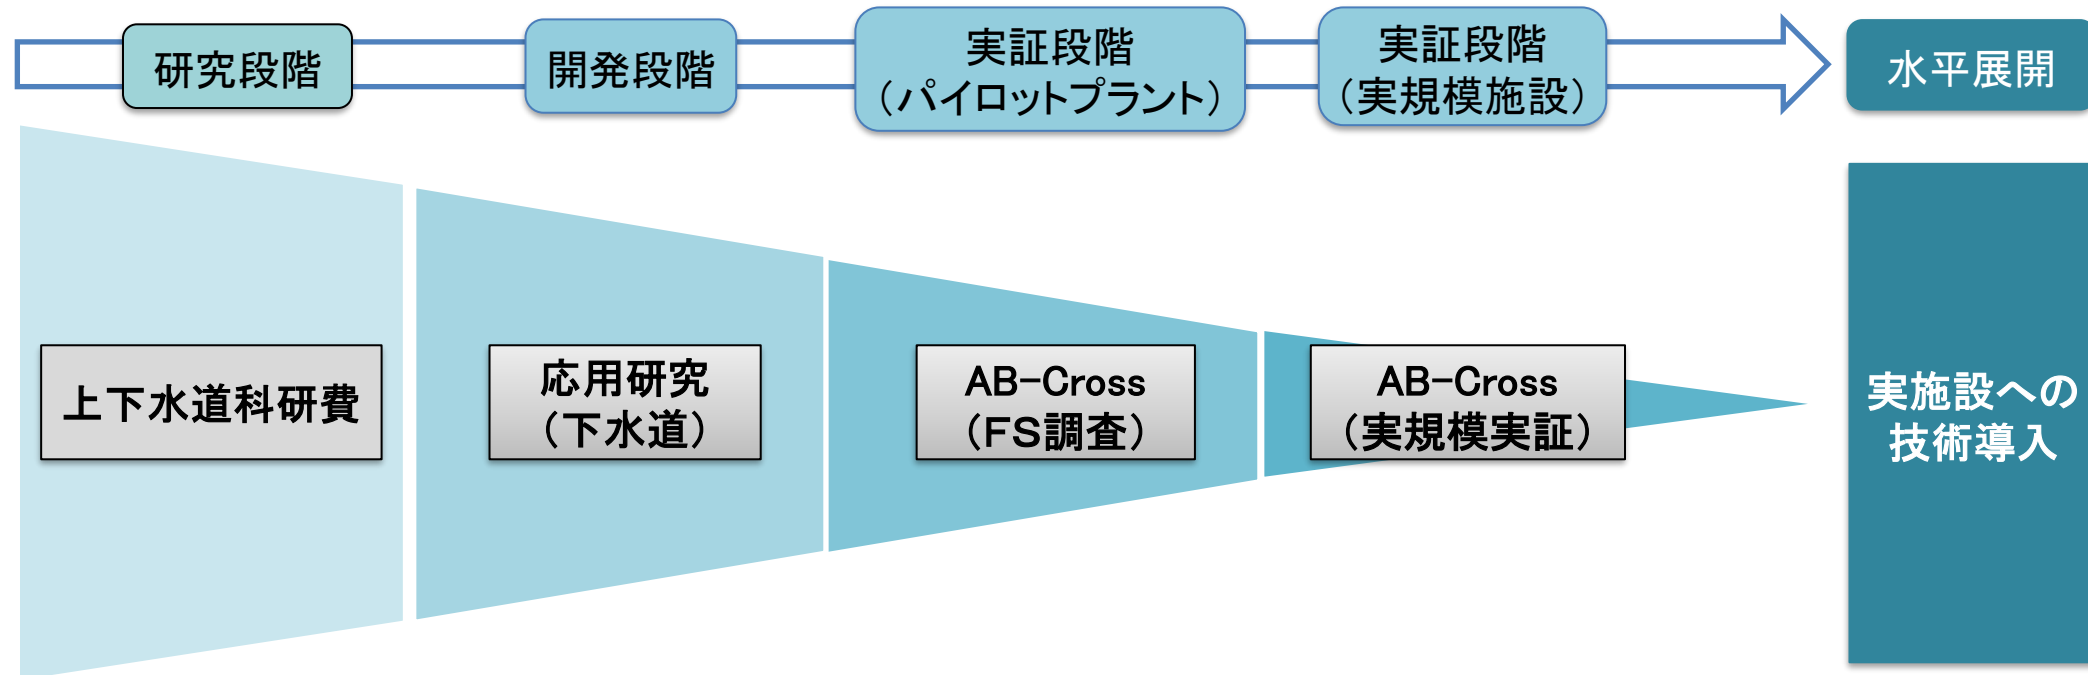 研究段階
開発段階
実証段階
（パイロットプラント）
実証段階
（実規模施設）
水平展開
上下水道科研費
応用研究
（下水道）
AB-Cross
（FS調査）
AB-Cross
（実規模実証）
実施設への
技術導入